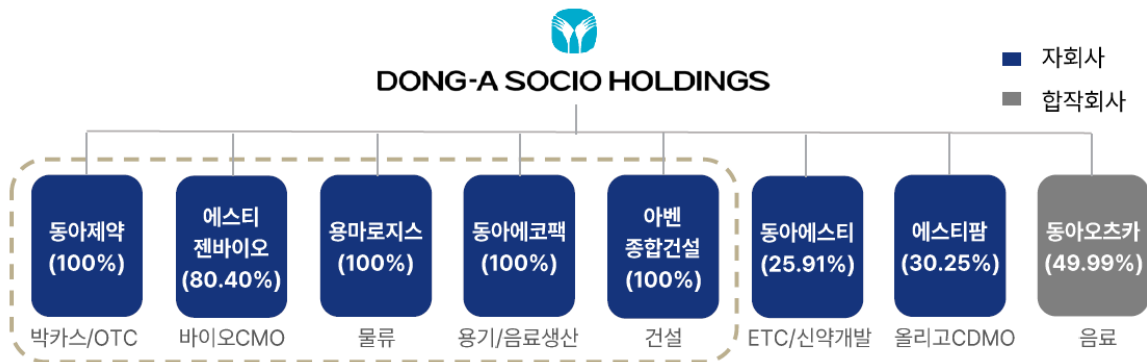 DONG-A SOCIO HOLDINGS
자회사
합작회사
동아제약
(100%)
박카스/OTC
에스티
젠바이오
(80.40%)
바이오CMO
용마로지스
(100%)
물류
동아에코팩
(100%)
용기/음료생산
아벤
종합건설
(100%)
건설
동아에스티
(25.91%)
ETC/신약개발
에스티팜
(30.25%)
올리고CDMO
동아오츠카
(49.99%)
음료